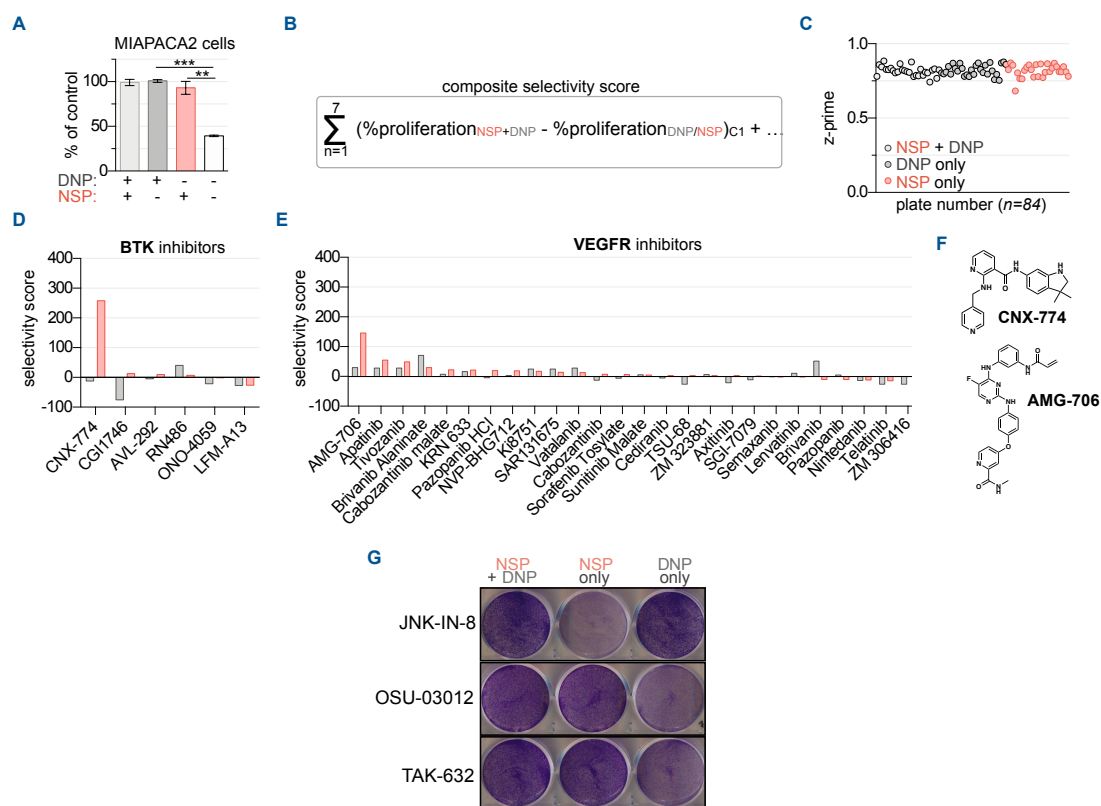 A
MIAPACA2 cells
***
**
% of control
100
50
0
DNP: + + - -
NSP: + - + -
B
composite selectivity score
7
∑ (%proliferationNSP+DNP - %proliferationDNP/NSP)C1 + …
n=1
C
1.0
0.5
0.0
z-prime
NSP + DNP
DNP only
NSP only
plate number (n=84)
D
BTK inhibitors
selectivity score
400
300
200
100
0
-100
CNX-774
CGI1746
AVL-292
RN486
ONO-4059
LFM-A13
E
VEGFR inhibitors
selectivity score
400
300
200
100
0
-100
AMG-706
Apatinib
Tivozanib
Brivanib Alaninate
Cabozantinib malate
KRN 633
Pazopanib HCl
NVP-BHG712
Ki8751
SAR131675
Vatalanib
Cabozantinib
Sorafenib Tosylate
Sunitinib Malate
Cediranib
TSU-68
ZM 323881
Axitinib
SGI-7079
Semaxanib
Lenvatinib
Brivanib
Pazopanib
Nintedanib
Telatinib
ZM 306416
F
N
H
N
O
NH
H
N
N
CNX-774
HN
H
N
O
F
N
N
NH
AMG-706
O
N
O
N
H
G
NSP + DNP
NSP only
DNP only
JNK-IN-8
OSU-03012
TAK-632